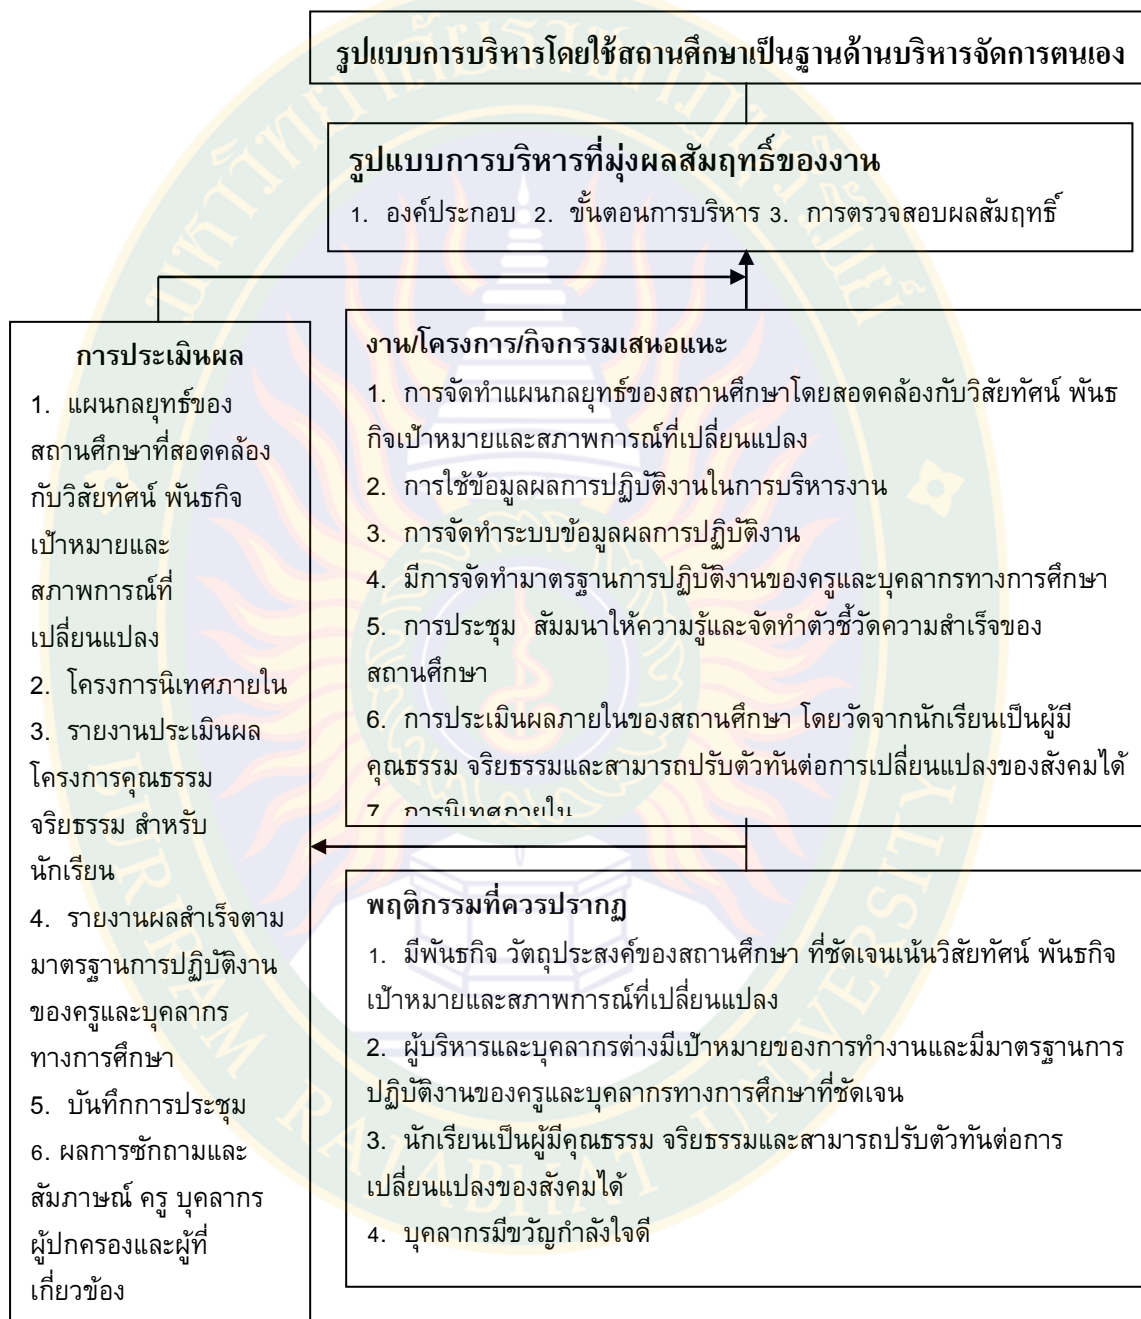 รูปแบบการบริหารโดยใช้สถานศึกษาเป็นฐานด้านบริหารจัดการตนเอง
รูปแบบการบริหารที่มุ่งผลสัมฤทธิ์ของงาน
1. องค์ประกอบ 2. ขั้นตอนการบริหาร 3. การตรวจสอบผลสัมฤทธิ์
งาน/โครงการ/กิจกรรมเสนอแนะ
1. การจัดทำแผนกลยุทธ์ของสถานศึกษาโดยสอดคล้องกับวิสัยทัศน์ พันธ
กิจเป้าหมายและสภาพการณ์ที่เปลี่ยนแปลง
2. การใช้ข้อมูลผลการปฏิบัติงานในการบริหารงาน
3. การจัดทำระบบข้อมูลผลการปฏิบัติงาน
4. มีการจัดทำมาตรฐานการปฏิบัติงานของครูและบุคลากรทางการศึกษา
5. การประชุม สัมมนาให้ความรู้และจัดทำตัวชี้วัดความสำเร็จของ
สถานศึกษา
6. การประเมินผลภายในของสถานศึกษา โดยวัดจากนักเรียนเป็นผู้มี
คุณธรรม จริยธรรมและสามารถปรับตัวทันต่อการเปลี่ยนแปลงของสังคมได้
7. การนิเทศภายใน
การประเมินผล
1. แผนกลยุทธ์ของ
สถานศึกษาที่สอดคล้อง
กับวิสัยทัศน์ พันธกิจ
เป้าหมายและ
สภาพการณ์ที่
เปลี่ยนแปลง
2. โครงการนิเทศภายใน
3. รายงานประเมินผล
โครงการคุณธรรม
จริยธรรม สำหรับ
นักเรียน
4. รายงานผลสำเร็จตาม
มาตรฐานการปฏิบัติงาน
ของครูและบุคลากร
ทางการศึกษา
5. บันทึกการประชุม
6. ผลการซักถามและ
สัมภาษณ์ ครู บุคลากร
ผู้ปกครองและผู้ที่
เกี่ยวข้อง
พฤติกรรมที่ควรปรากฏ
1. มีพันธกิจ วัตถุประสงค์ของสถานศึกษา ที่ชัดเจนเน้นวิสัยทัศน์ พันธกิจ
เป้าหมายและสภาพการณ์ที่เปลี่ยนแปลง
2. ผู้บริหารและบุคลากรต่างมีเป้าหมายของการทำงานและมีมาตรฐานการ
ปฏิบัติงานของครูและบุคลากรทางการศึกษาที่ชัดเจน
3. นักเรียนเป็นผู้มีคุณธรรม จริยธรรมและสามารถปรับตัวทันต่อการ
เปลี่ยนแปลงของสังคมได้
4. บุคลากรมีขวัญกำลังใจดี
มหาวิทยาลัยราชภัฏบุรีรัมย์
BURIRAM RAJABHAT UNIVERSITY